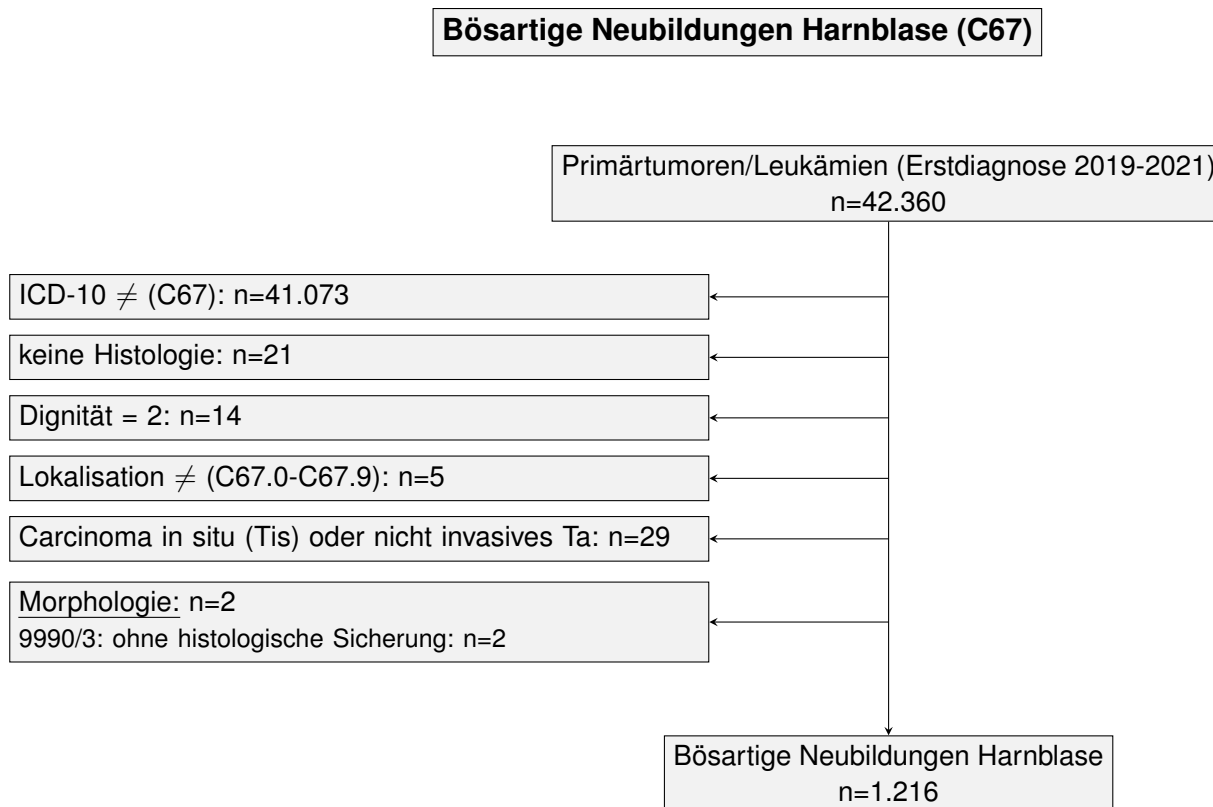 Bösartige Neubildungen Harnblase (C67)
Primärtumoren/Leukämien (Erstdiagnose 2019-2021)
n=42.360
ICD-10 ≠ (C67): n=41.073
keine Histologie: n=21
Dignität = 2: n=14
Lokalisation ≠ (C67.0-C67.9): n=5
Carcinoma in situ (Tis) oder nicht invasives Ta: n=29
Morphologie: n=2
9990/3: ohne histologische Sicherung: n=2
Bösartige Neubildungen Harnblase
n=1.216